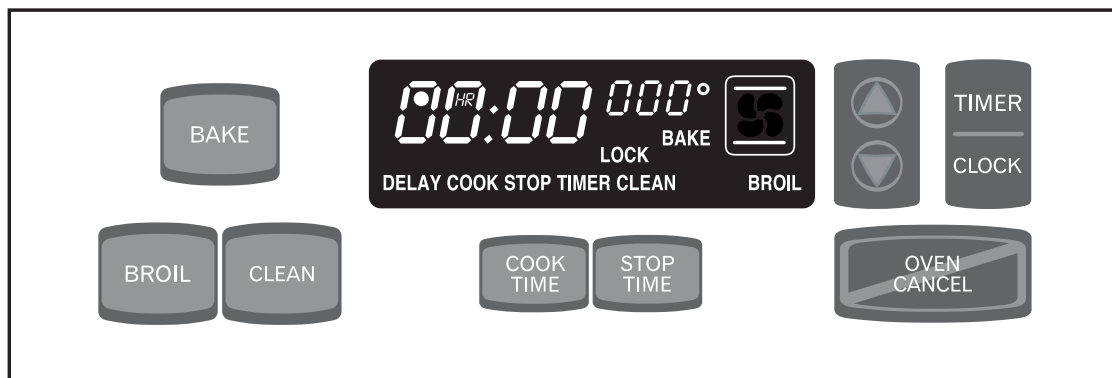 BAKE
BROIL
CLEAN
00:00
HR
000°
BAKE
LOCK
DELAY COOK STOP TIMER CLEAN
BROIL
COOK
TIME
STOP
TIME
TIMER
CLOCK
OVEN
CANCEL